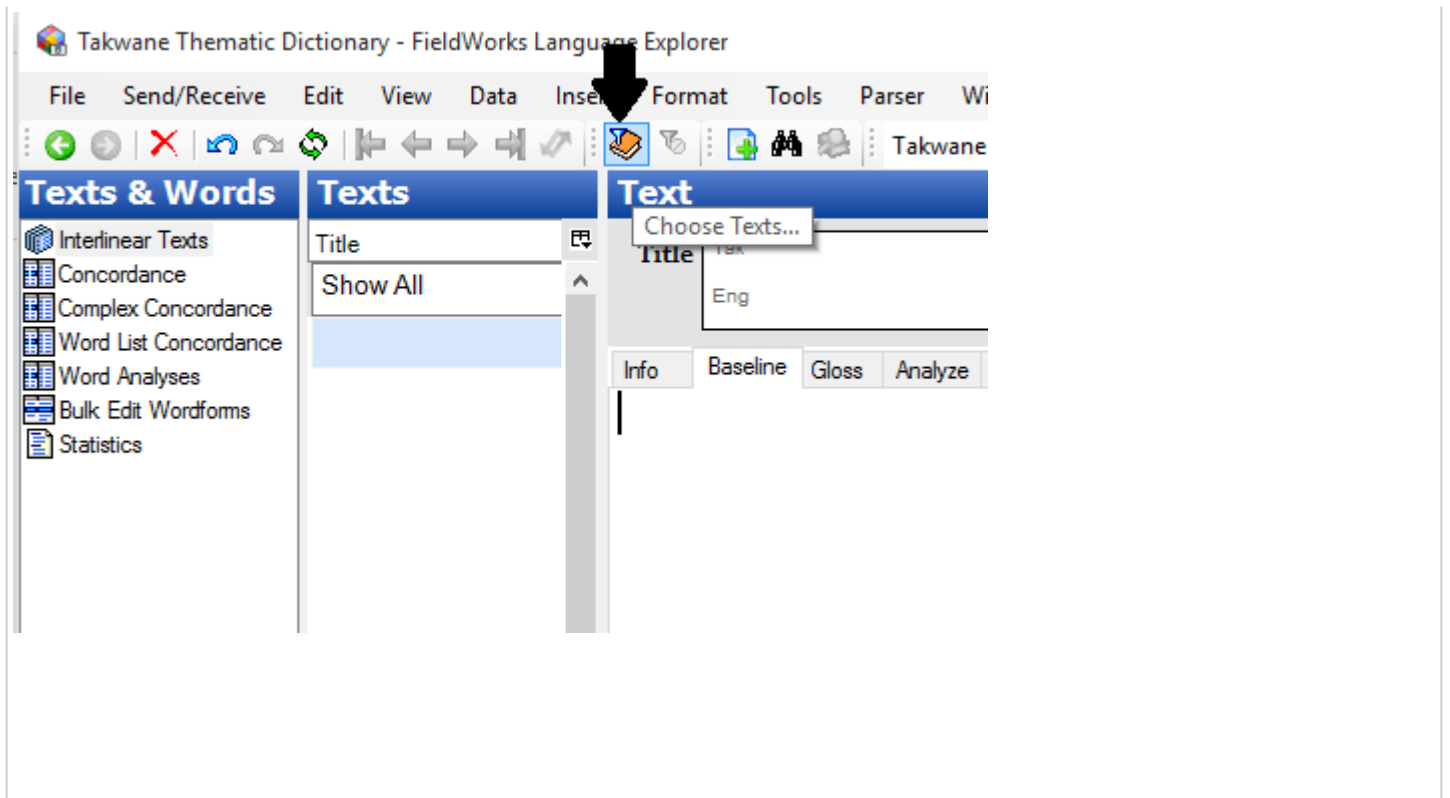 Takwane Thematic Dictionary - FieldWorks Language Explorer
File Send/Receive Edit View Data Inser Format Tools Parser Wi
Takwane
Texts & Words
Interlinear Texts
Concordance
Complex Concordance
Word List Concordance
Word Analyses
Bulk Edit Wordforms
Statistics
Texts
Title
Show All
Text
Choose Texts...
Title
Eng
Info Baseline Gloss Analyze